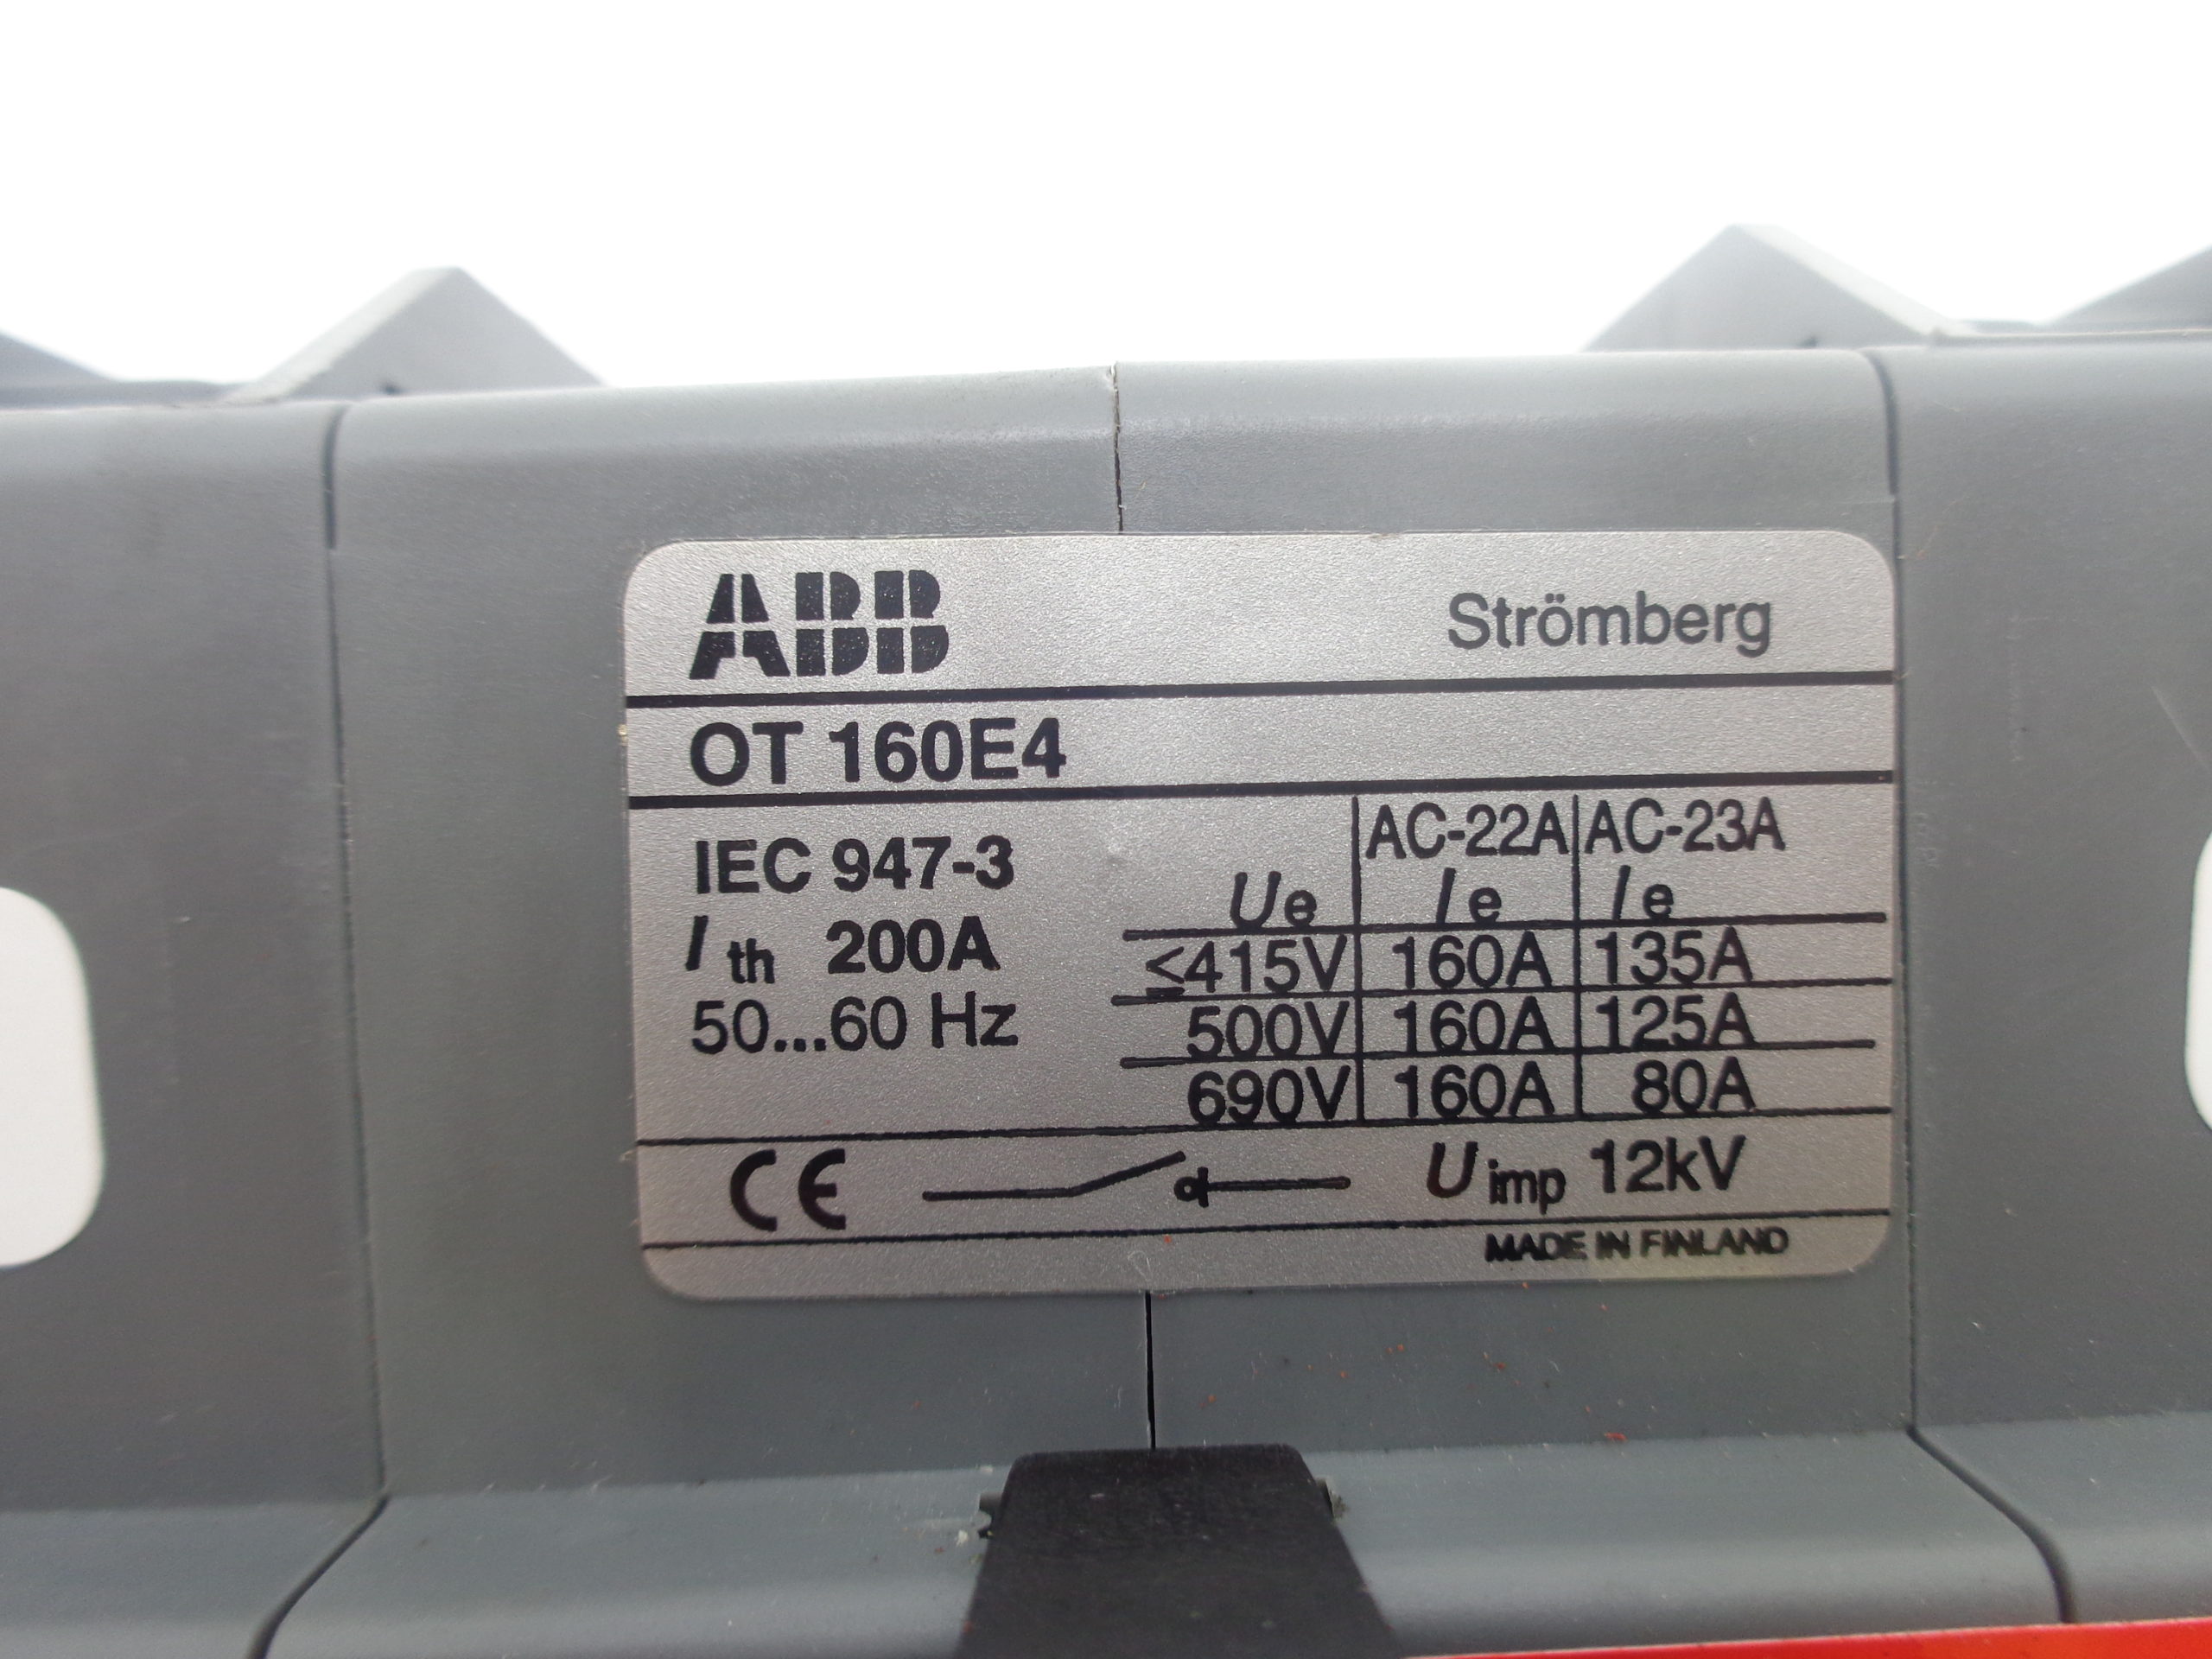 ABB Strömberg
OT 160E4
AC-22A AC-23A
IEC 947-3
Ue Ie Ie
Ith 200A
≤415V 160A 135A
50...60 Hz
500V 160A 125A
690V 160A 80A
CE Uimp 12kV
MADE IN FINLAND